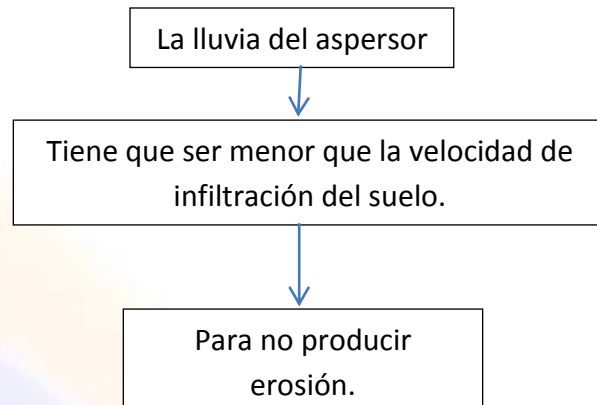 La lluvia del aspersor
Tiene que ser menor que la velocidad de
infiltración del suelo.
Para no producir
erosión.